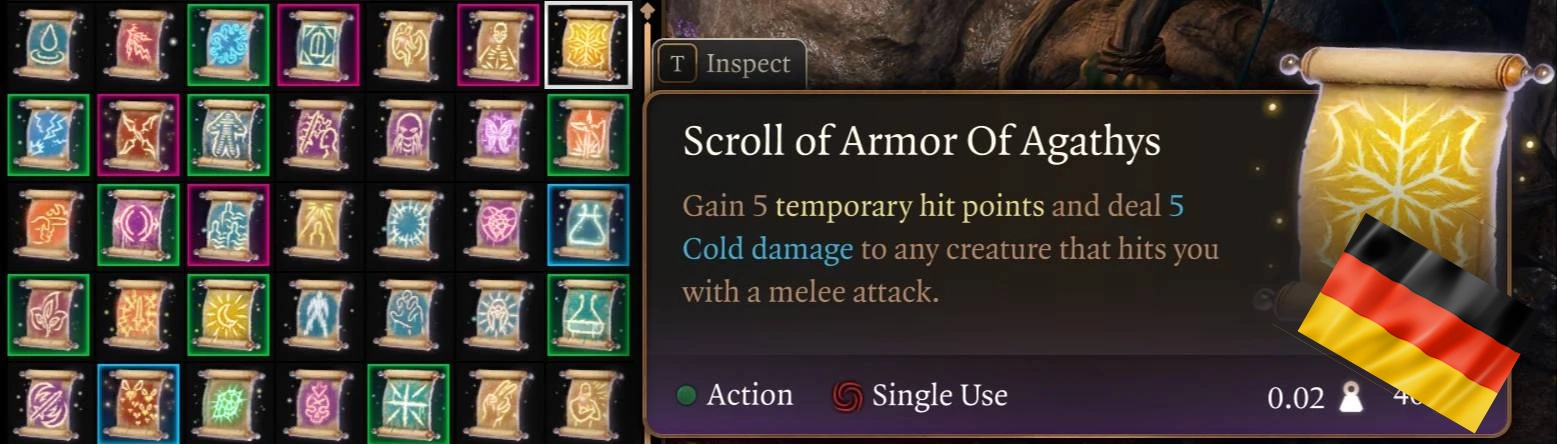 T Inspect
Scroll of Armor Of Agathys
Gain 5 temporary hit points and deal 5
Cold damage to any creature that hits you
with a melee attack.
Action Single Use 0.02